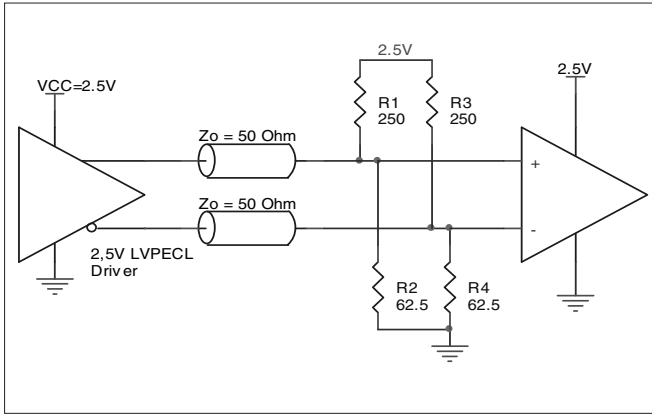 2.5V
VCC=2.5V
2.5V
R1
250
R3
250
Zo = 50 Ohm
+
Zo = 50 Ohm
-
2,5V LVPECL
Driver
R2
62.5
R4
62.5